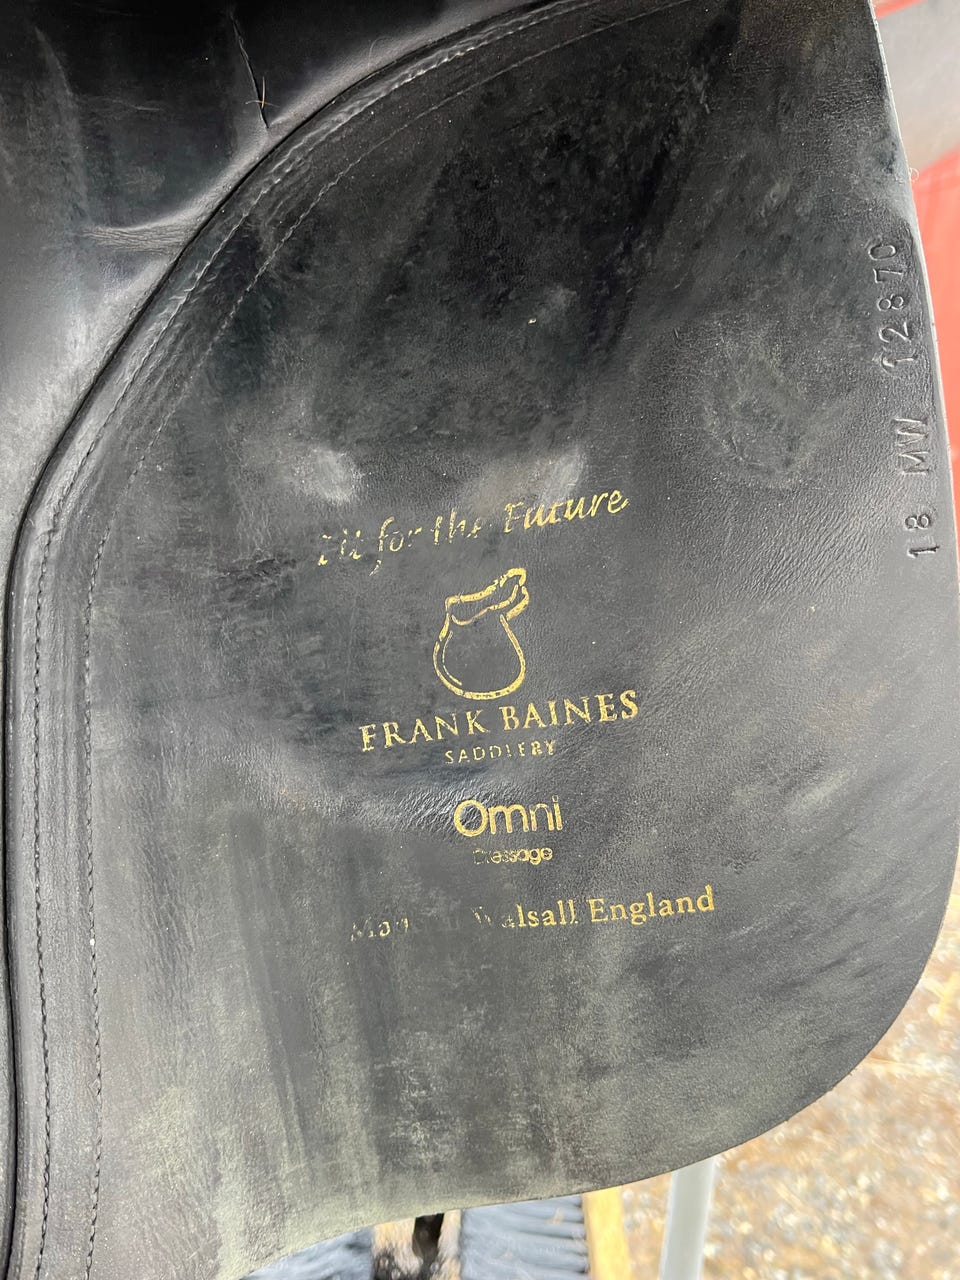 Fit for the Future
FRANK BAINES
SADDLERY
Omni
Dressage
Walsall England
18 MW 12870